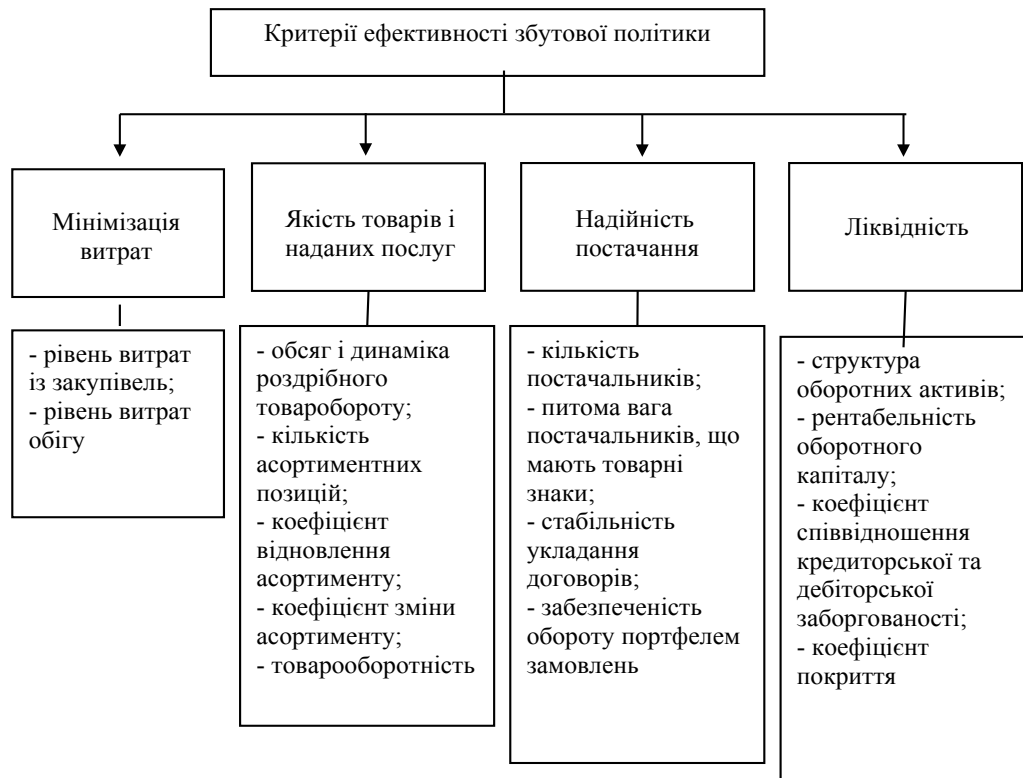 Критерії ефективності збутової політики
Мінімізація
витрат
Якість товарів і
наданих послуг
Надійність
постачання
Ліквідність
- рівень витрат
із закупівель;
- рівень витрат
обігу
- обсяг і динаміка
роздрібного
товаробороту;
- кількість
асортиментних
позицій;
- коефіцієнт
відновлення
асортименту;
- коефіцієнт зміни
асортименту;
- товарооборотність
- кількість
постачальників;
- питома вага
постачальників, що
мають товарні
знаки;
- стабільність
укладання
договорів;
- забезпеченість
обороту портфелем
замовлень
- структура
оборотних активів;
- рентабельність
оборотного
капіталу;
- коефіцієнт
співвідношення
кредиторської та
дебіторської
заборгованості;
- коефіцієнт
покриття